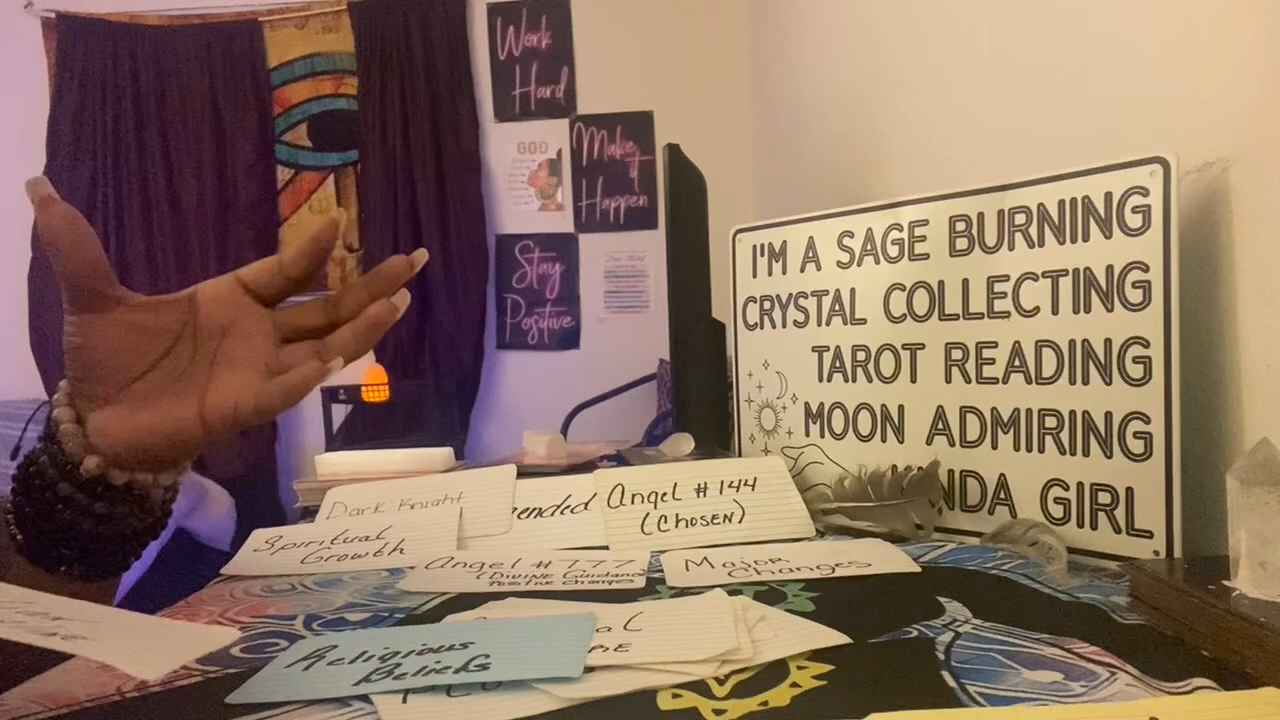 Work
Hard
GOD
Make
it
Happen
Stay
Positive
I'M A SAGE BURNING
CRYSTAL COLLECTING
TAROT READING
MOON ADMIRING
NDA GIRL
Dark Knight
ended
Angel # 144
(CHOSEN)
Spiritual
Growth
Angel # 777
(DIVINE Guidance
Positive changes)
Major
Changes
Religious
Beliefs